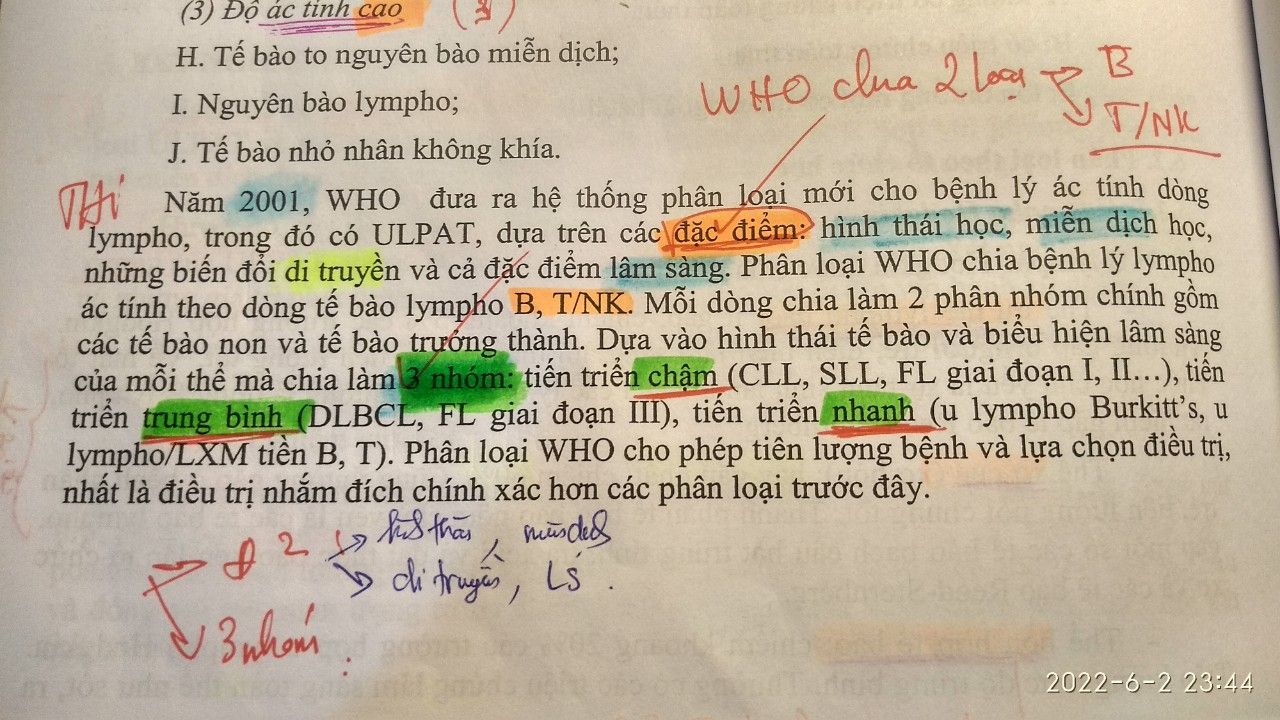 (3) Độ ác tính cao
H. Tế bào to nguyên bào miễn dịch;
WHO chia 2 loại B
I. Nguyên bào lympho;
T/NK
J. Tế bào nhỏ nhân không khía.
Thi
Năm 2001, WHO đưa ra hệ thống phân loại mới cho bệnh lý ác tính dòng
lympho, trong đó có ULPAT, dựa trên các đặc điểm: hình thái học, miễn dịch học,
những biến đổi di truyền và cả đặc điểm lâm sàng. Phân loại WHO chia bệnh lý lympho
ác tính theo dòng tế bào lympho B, T/NK. Mỗi dòng chia làm 2 phân nhóm chính gồm
các tế bào non và tế bào trưởng thành. Dựa vào hình thái tế bào và biểu hiện lâm sàng
của mỗi thể mà chia làm 3 nhóm: tiến triển chậm (CLL, SLL, FL giai đoạn I, II…), tiến
triển trung bình (DLBCL, FL giai đoạn III), tiến triển nhanh (u lympho Burkitt’s, u
lympho/LXM tiền B, T). Phân loại WHO cho phép tiên lượng bệnh và lựa chọn điều trị,
nhất là điều trị nhắm đích chính xác hơn các phân loại trước đây.
2 hình thái, miễn dịch
di truyền, LS.
3 nhóm.
2022-6-2 23:44